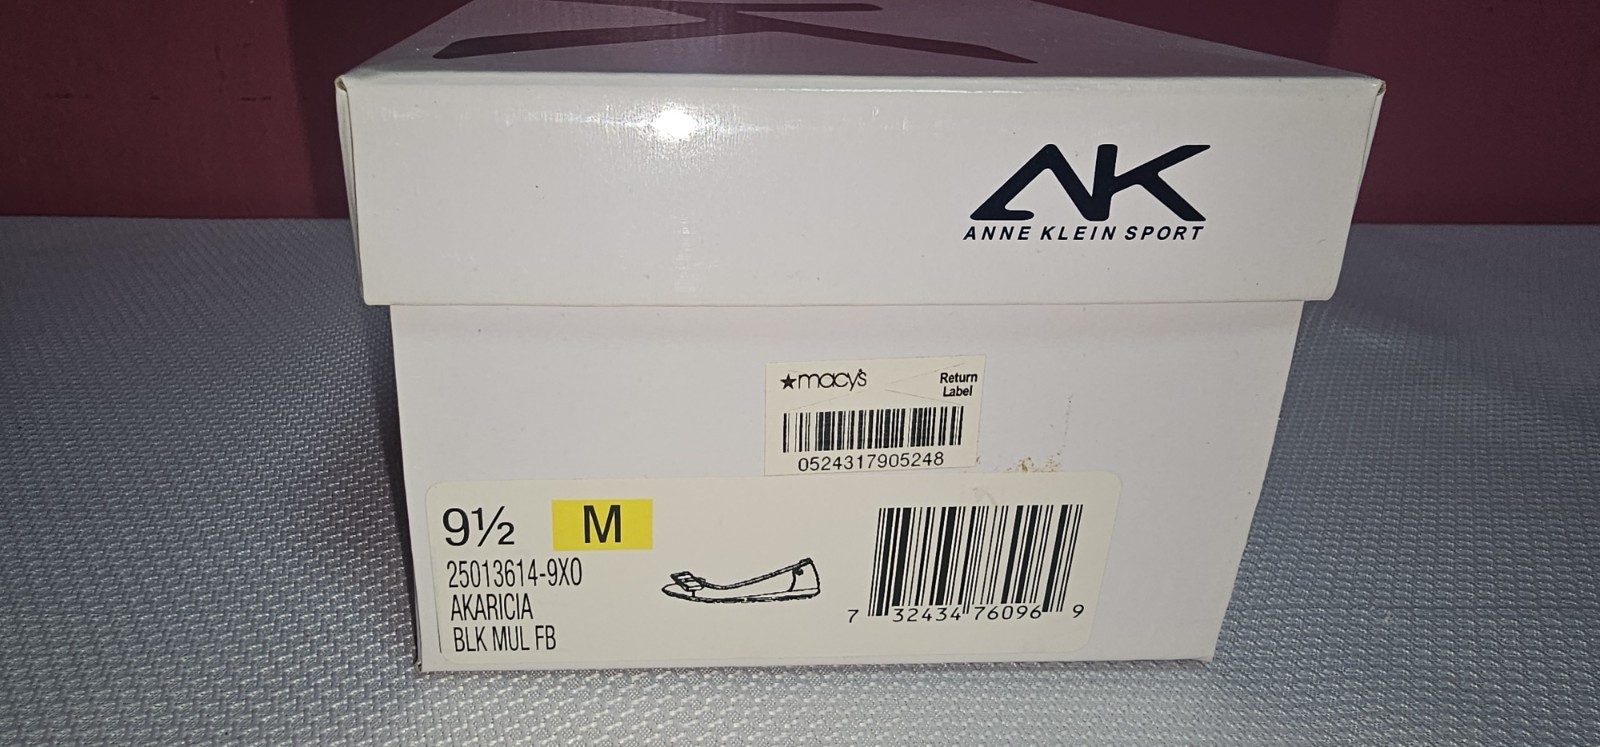 AK
ANNE KLEIN SPORT
★macy's Return Label
0524317905248
9½ M
25013614-9X0
AKARICIA
BLK MUL FB
7 32434 76096 9